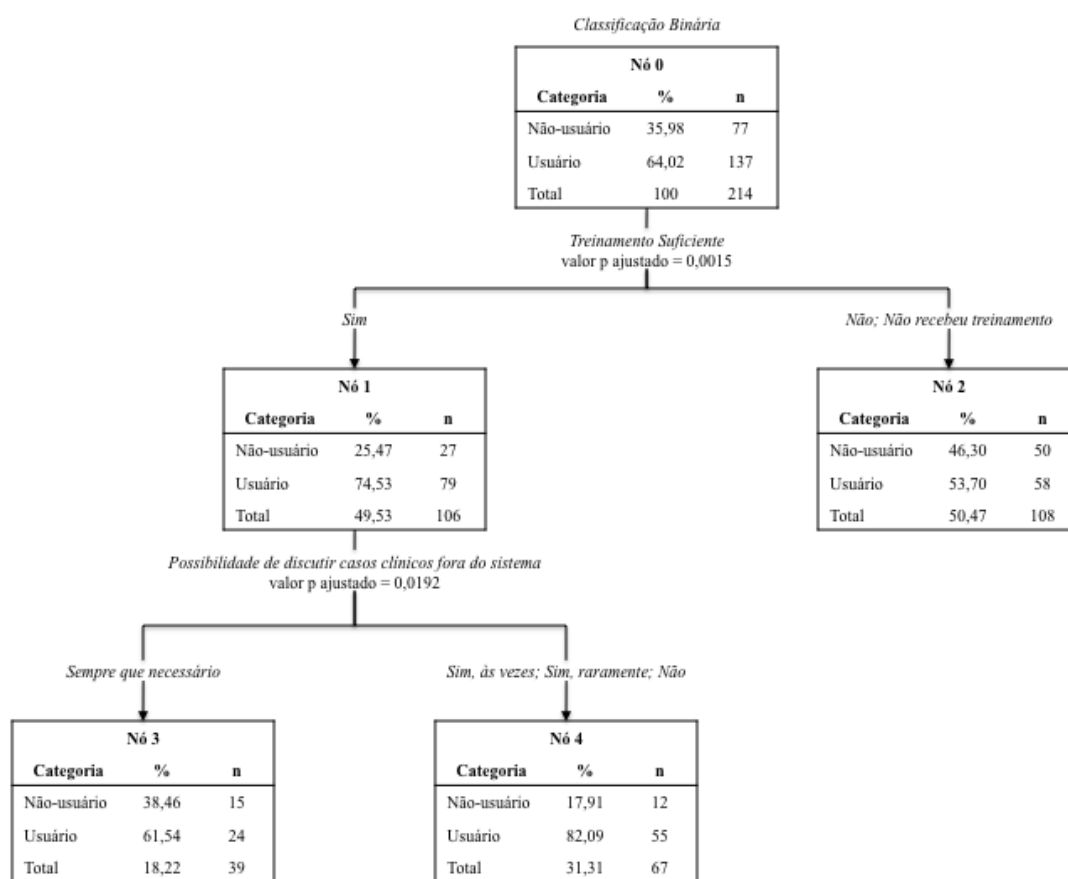 Classificação Binária
Nó 0
Categoria % n
Não-usuário 35,98 77
Usuário 64,02 137
Total 100 214
Treinamento Suficiente
valor p ajustado = 0,0015
Sim
Não; Não recebeu treinamento
Nó 1
Categoria % n
Não-usuário 25,47 27
Usuário 74,53 79
Total 49,53 106
Nó 2
Categoria % n
Não-usuário 46,30 50
Usuário 53,70 58
Total 50,47 108
Possibilidade de discutir casos clínicos fora do sistema
valor p ajustado = 0,0192
Sempre que necessário
Sim, às vezes; Sim, raramente; Não
Nó 3
Categoria % n
Não-usuário 38,46 15
Usuário 61,54 24
Total 18,22 39
Nó 4
Categoria % n
Não-usuário 17,91 12
Usuário 82,09 55
Total 31,31 67